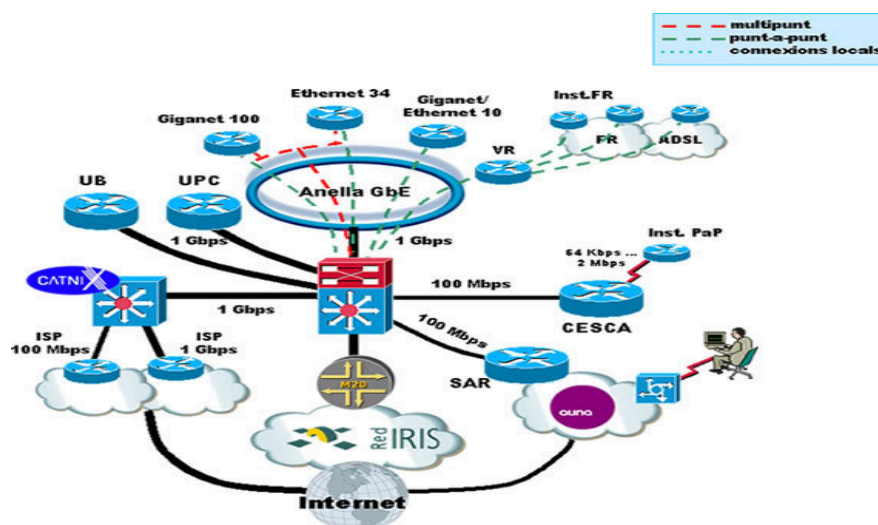 multipunt
punt-a-punt
connexions locals
Ethernet 34
Giganet 100
Giganet/
Ethernet 10
Inst.FR
FR
ADSL
VR
Anella GbE
UB
UPC
1 Gbps
1 Gbps
Inst. PaP
64 Kbps ...
2 Mbps
CATNIX
1 Gbps
100 Mbps
CESCA
100 Mbps
ISP
100 Mbps
ISP
1 Gbps
SAR
M20
auna
Red IRIS
Internet